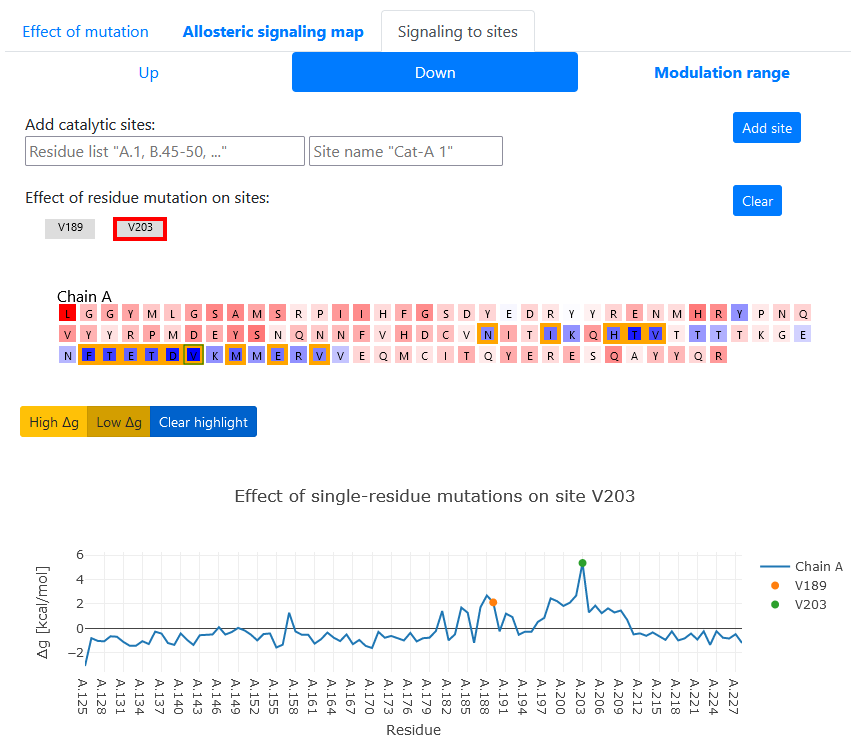 Effect of mutation Allosteric signaling map Signaling to sites
Up Down Modulation range
Add catalytic sites:
Residue list "A.1, B.45-50, ..." Site name "Cat-A 1" Add site
Effect of residue mutation on sites:
V189 V203 Clear
Chain A
L G G Y M L G S A M S R P I I H F G S D Y E D R Y Y R E N M H R Y P N Q
V Y Y R P M D E Y S N Q N N F V H D C V N I T I K Q H T V T T T T K G E
N F T E T D V K M M E R V V E Q M C I T Q Y E R E S Q A Y Y Q R
High Δg Low Δg Clear highlight
Effect of single-residue mutations on site V203
Δg [kcal/mol]
6
4
2
0
−2
Chain A
V189
V203
A.125 A.128 A.131 A.134 A.137 A.140 A.143 A.146 A.149 A.152 A.155 A.158 A.161 A.164 A.167 A.170 A.173 A.176 A.179 A.182 A.185 A.188 A.191 A.194 A.197 A.200 A.203 A.206 A.209 A.212 A.215 A.218 A.221 A.224 A.227
Residue